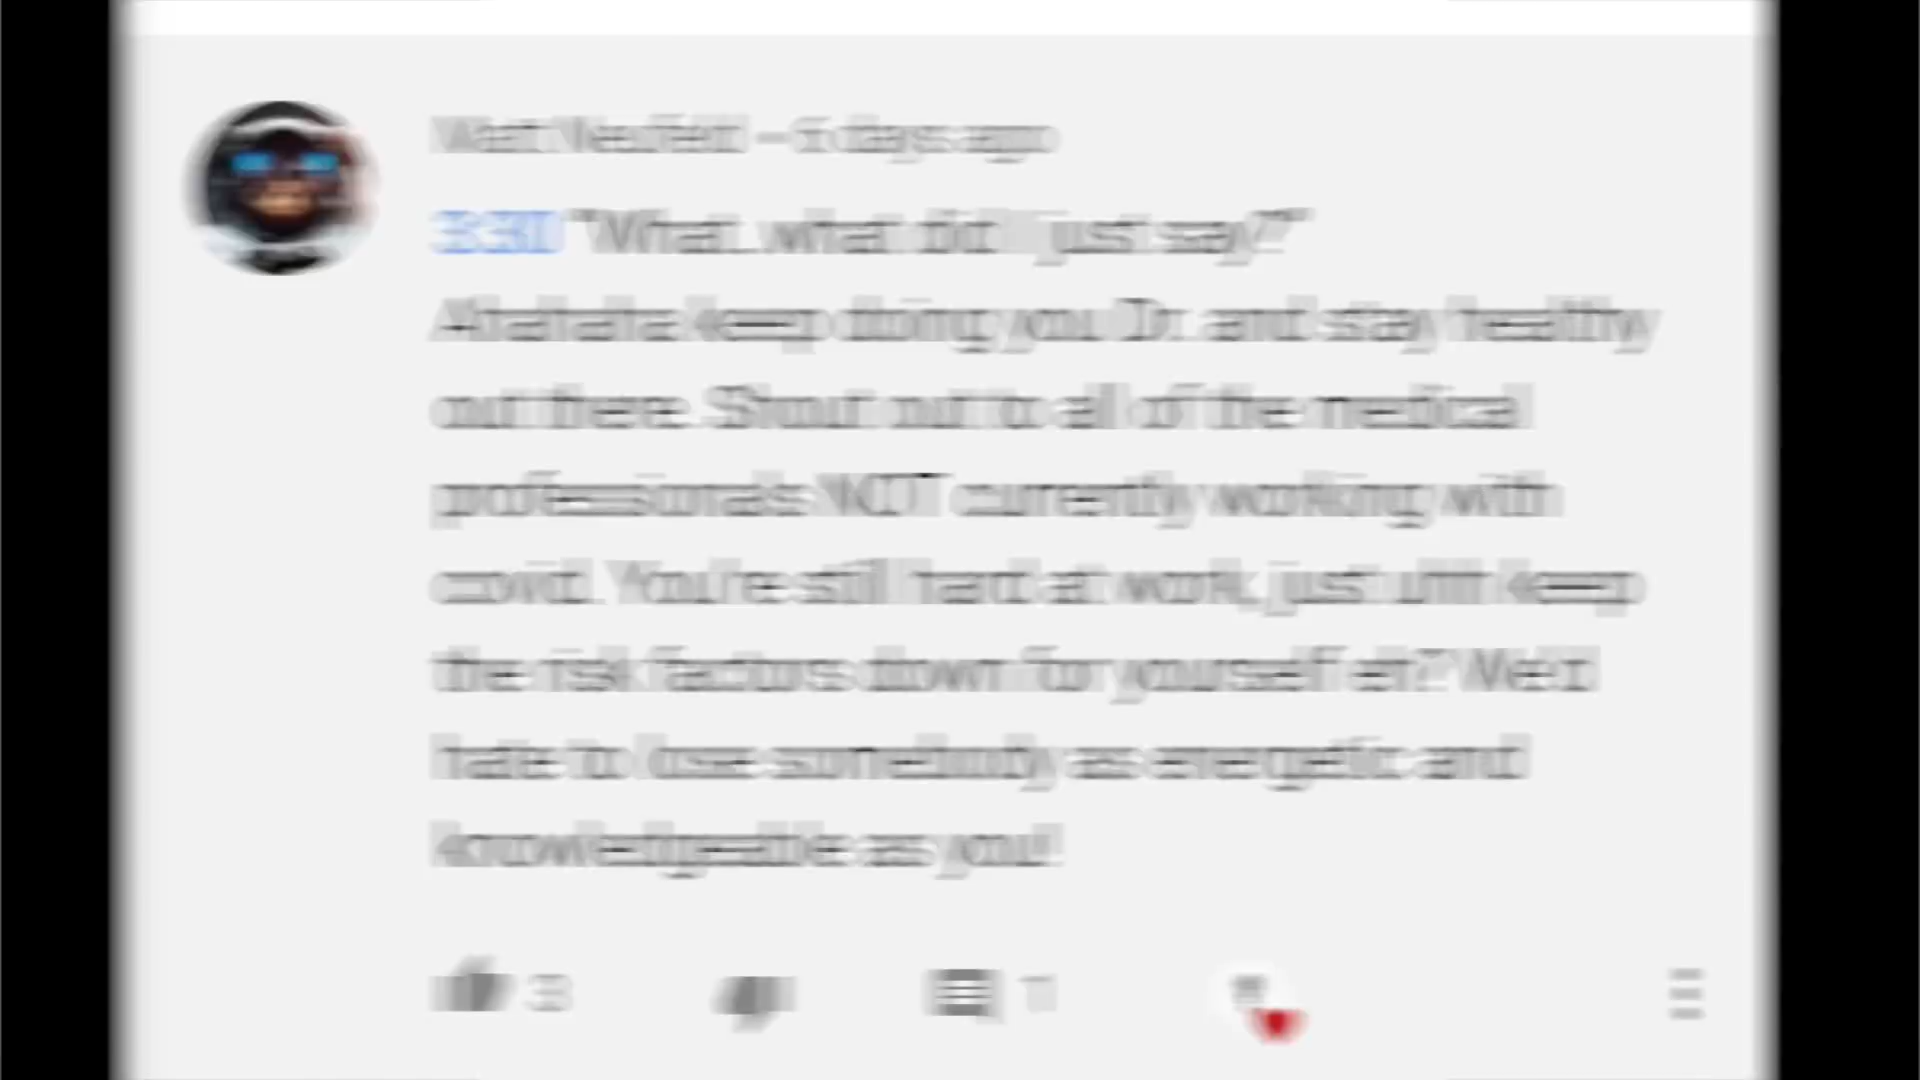 - 6 days ago
3:30 "What..what did I just say?"
Ahahaha keep doing you Dr. and stay healthy
out there. Shout out to all of the medical
professionals NOT currently working with
covid. You're still hard at work, just uhh keep
the risk factors down for yourself eh? We'd
hate to lose somebody as energetic and
knowledgeable as you!
3 1